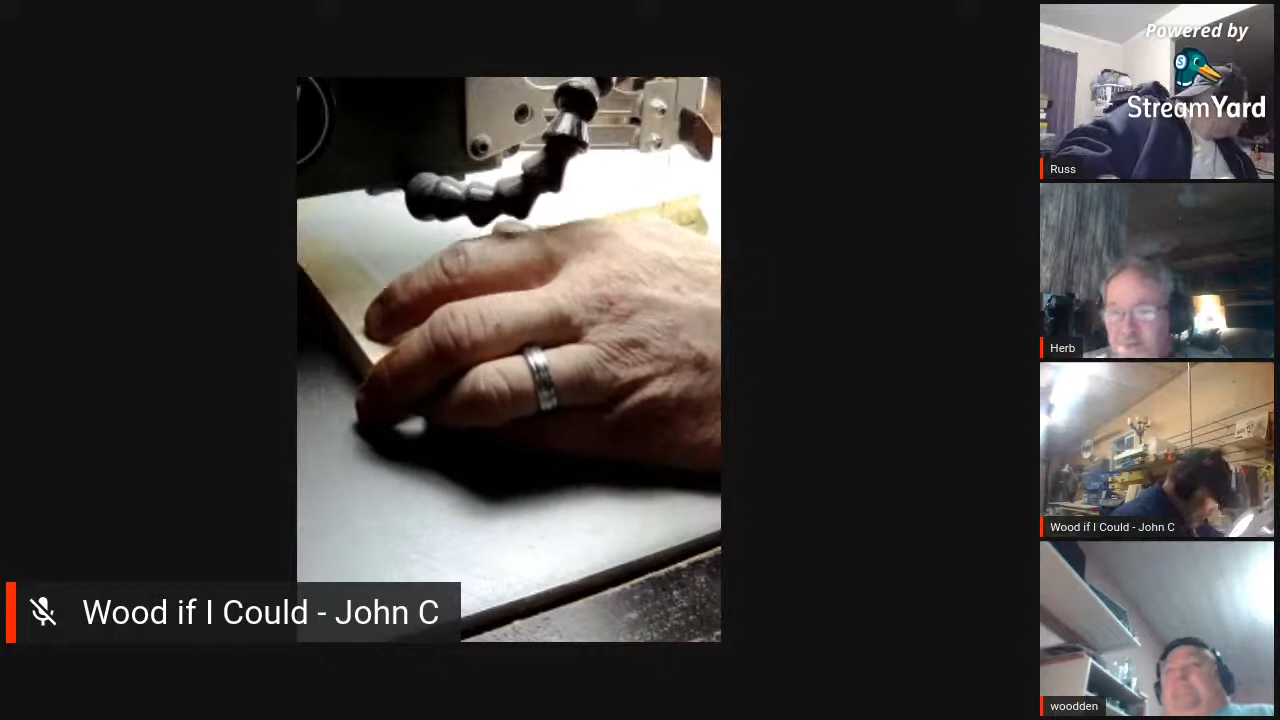 Powered by
StreamYard
Russ
Herb
Wood if I Could - John C
woodden
Wood if I Could - John C